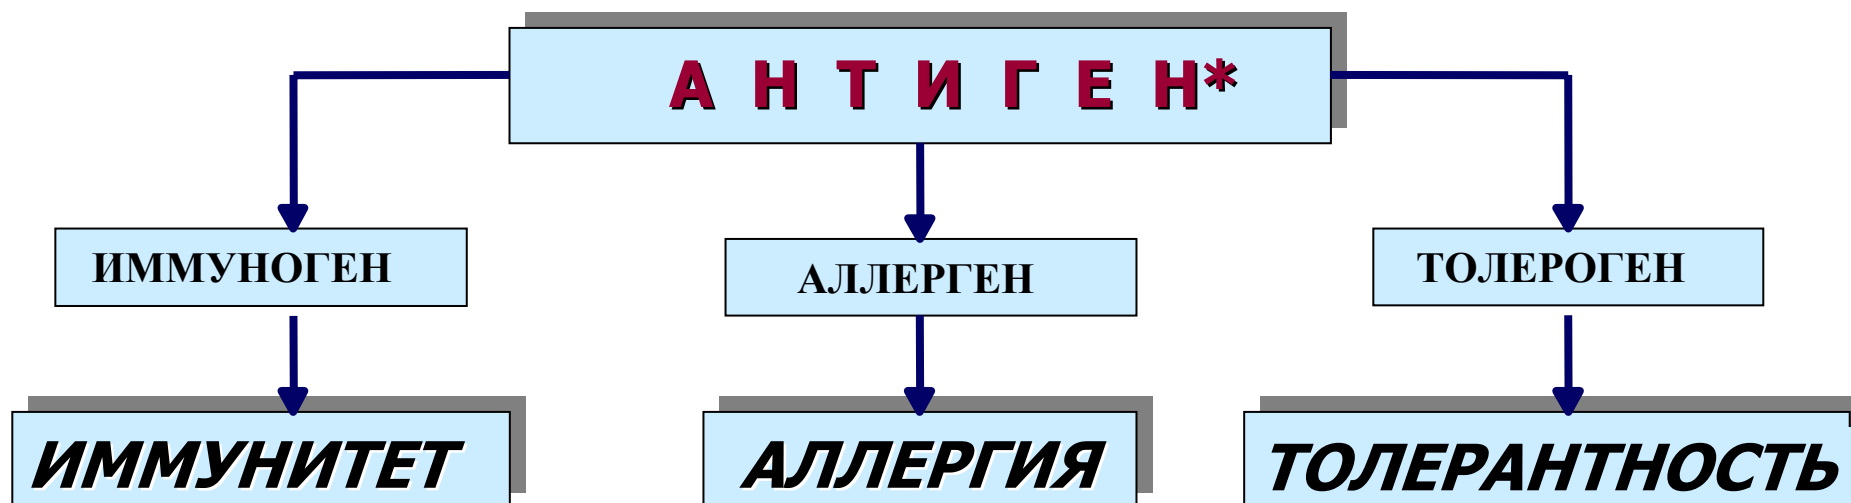 А Н Т И Г Е Н*
ИММУНОГЕН
АЛЛЕРГЕН
ТОЛЕРОГЕН
ИММУНИТЕТ
АЛЛЕРГИЯ
ТОЛЕРАНТНОСТЬ